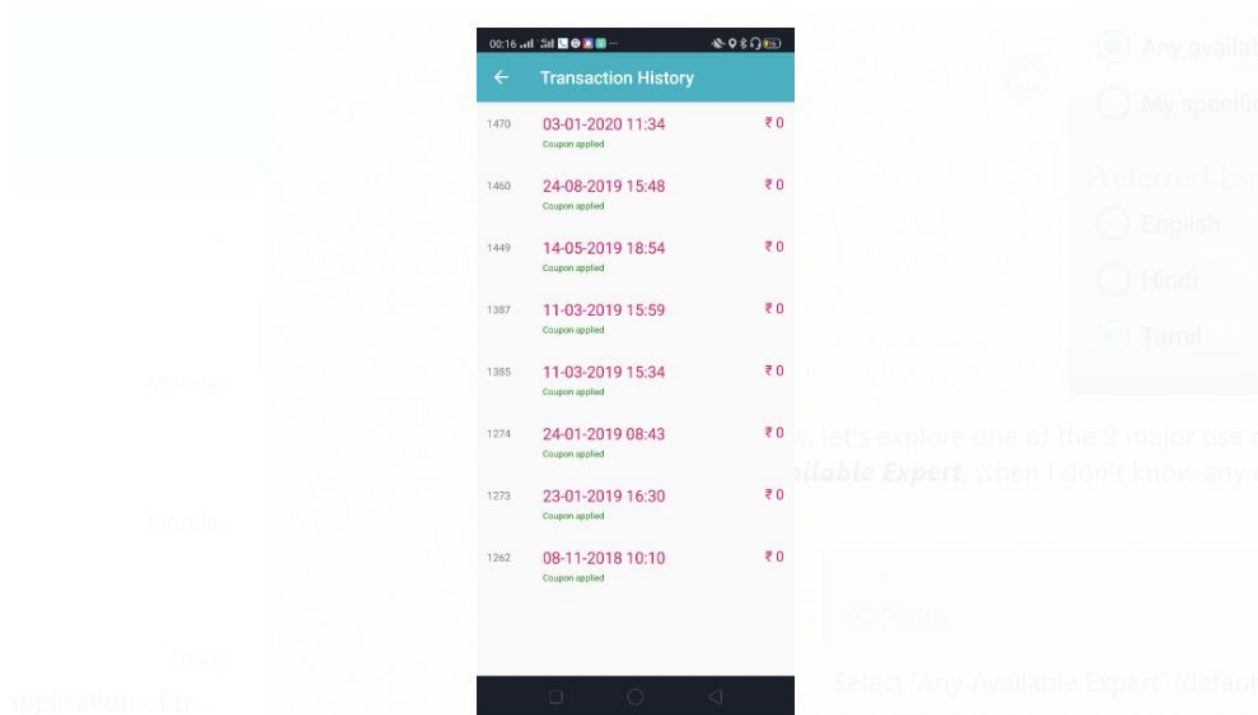 00:16
Transaction History
1470 03-01-2020 11:34 ₹ 0
Coupon applied
1460 24-08-2019 15:48 ₹ 0
Coupon applied
1449 14-05-2019 18:54 ₹ 0
Coupon applied
1387 11-03-2019 15:59 ₹ 0
Coupon applied
1385 11-03-2019 15:34 ₹ 0
Coupon applied
1274 24-01-2019 08:43 ₹ 0
Coupon applied
1273 23-01-2019 16:30 ₹ 0
Coupon applied
1262 08-11-2018 10:10 ₹ 0
Coupon applied
Monday
Monday
Friday
application of tr...
Any availa
My specifi
Preferred Lan
English
Hindi
Tamil
let's explore one of the 2 major use
Expert, when I don't know any
Select 'Any Available Expert' (defaul